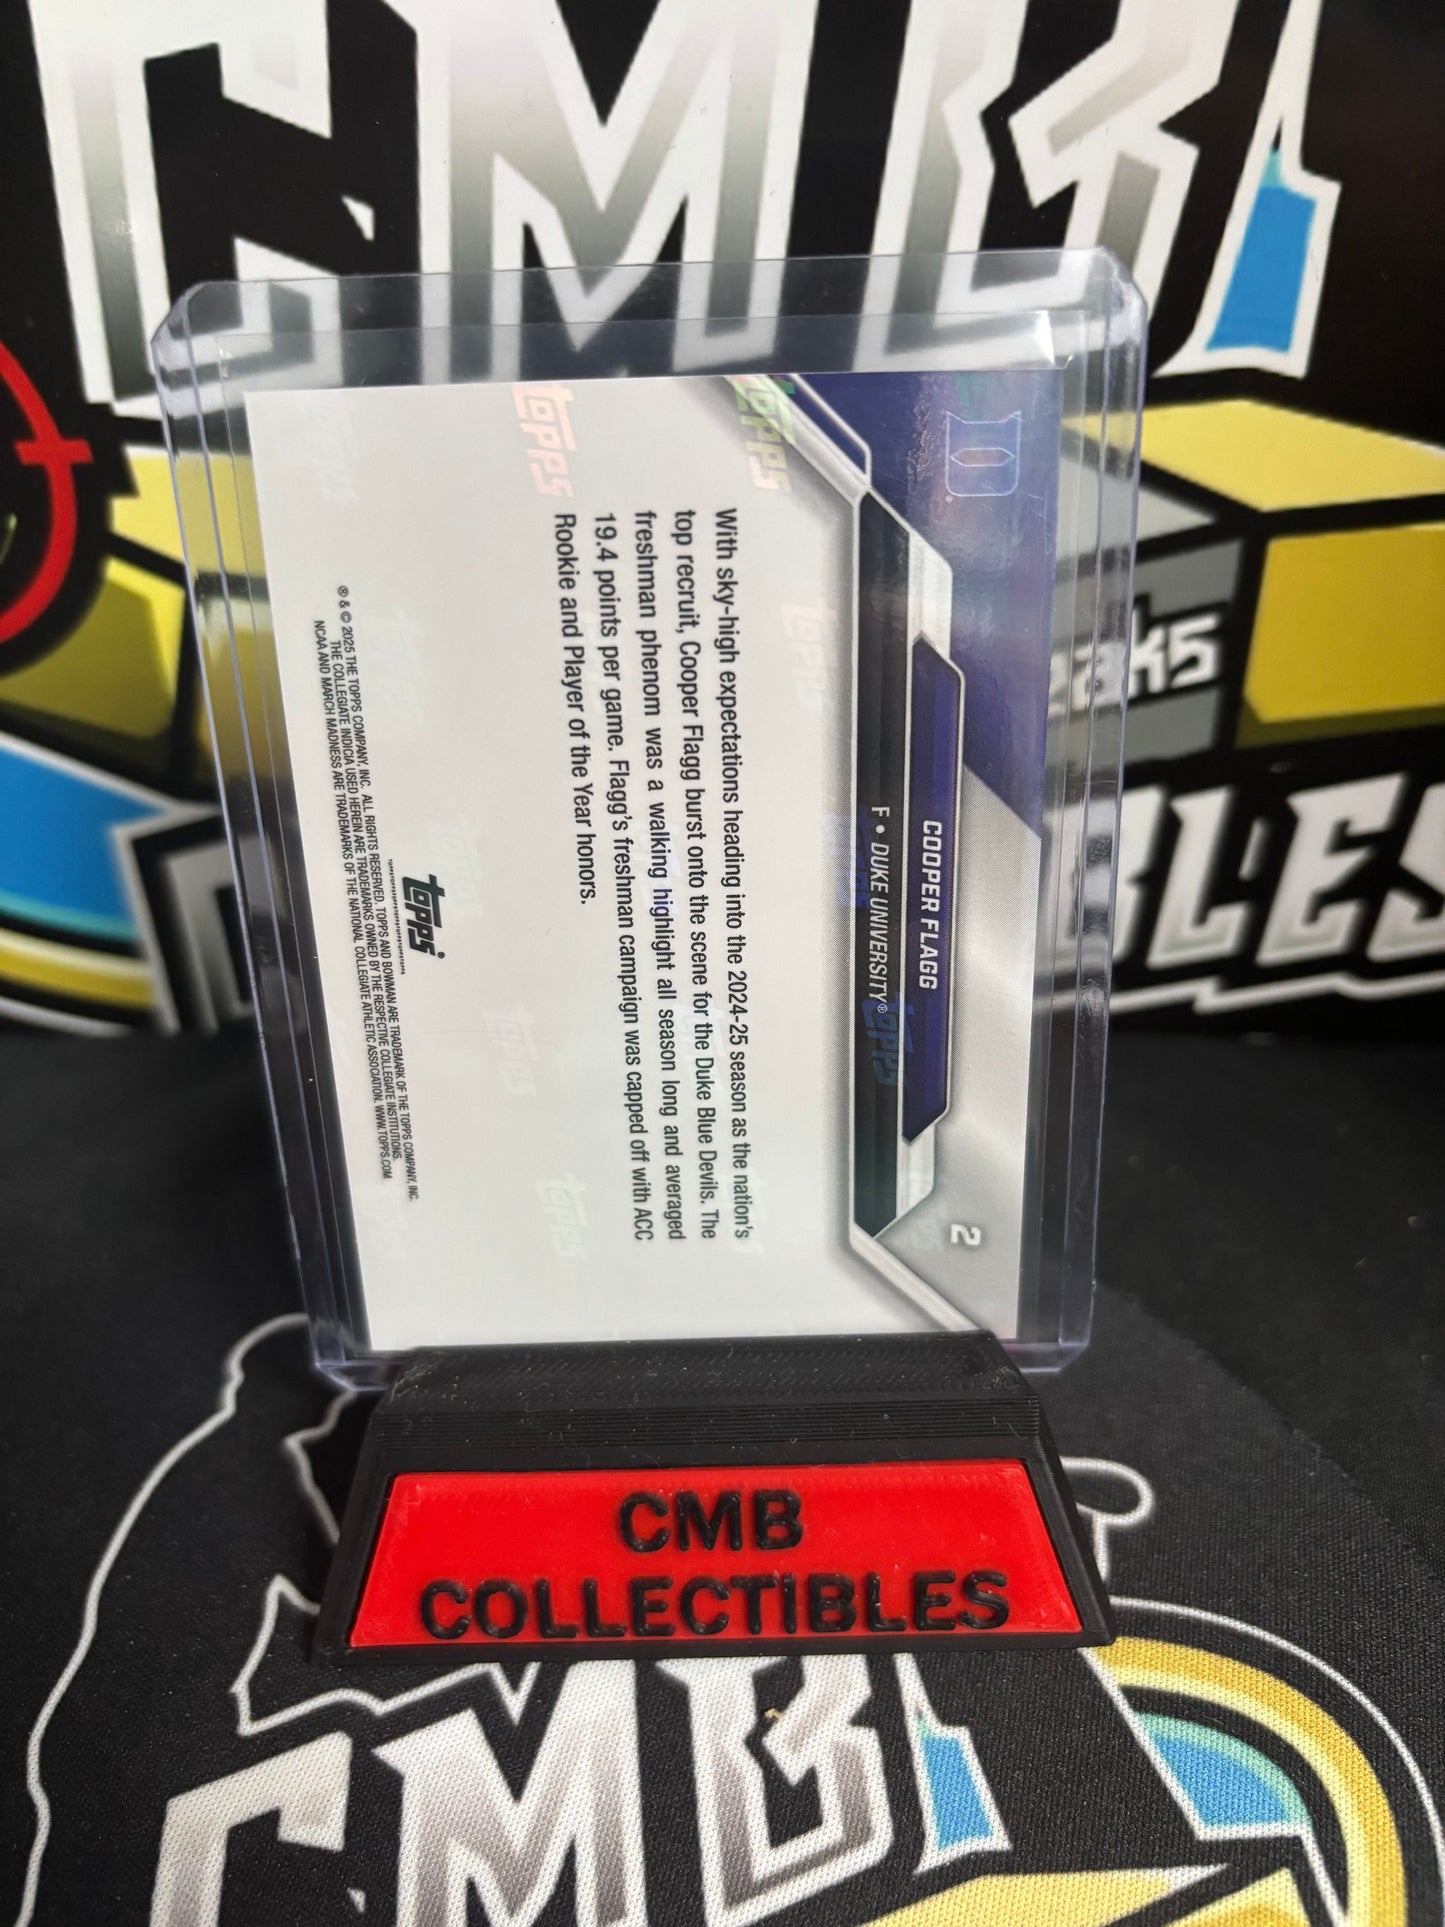 CMB
eaks
BLES
2
COOPER FLAGG
F • DUKE UNIVERSITY®
With sky-high expectations heading into the 2024-25 season as the nation's
top recruit, Cooper Flagg burst onto the scene for the Duke Blue Devils. The
freshman phenom was a walking highlight all season long and averaged
19.4 points per game. Flagg's freshman campaign was capped off with ACC
Rookie and Player of the Year honors.
topps
® & © 2025 THE TOPPS COMPANY, INC. ALL RIGHTS RESERVED. TOPPS AND BOWMAN ARE TRADEMARK OF THE TOPPS COMPANY, INC.
THE COLLEGIATE INDICIA USED HEREIN ARE TRADEMARKS OWNED BY THE RESPECTIVE COLLEGIATE INSTITUTIONS.
NCAA AND MARCH MADNESS ARE TRADEMARKS OF THE NATIONAL COLLEGIATE ATHLETIC ASSOCIATION. WWW.TOPPS.COM
CMB
COLLECTIBLES
CMB